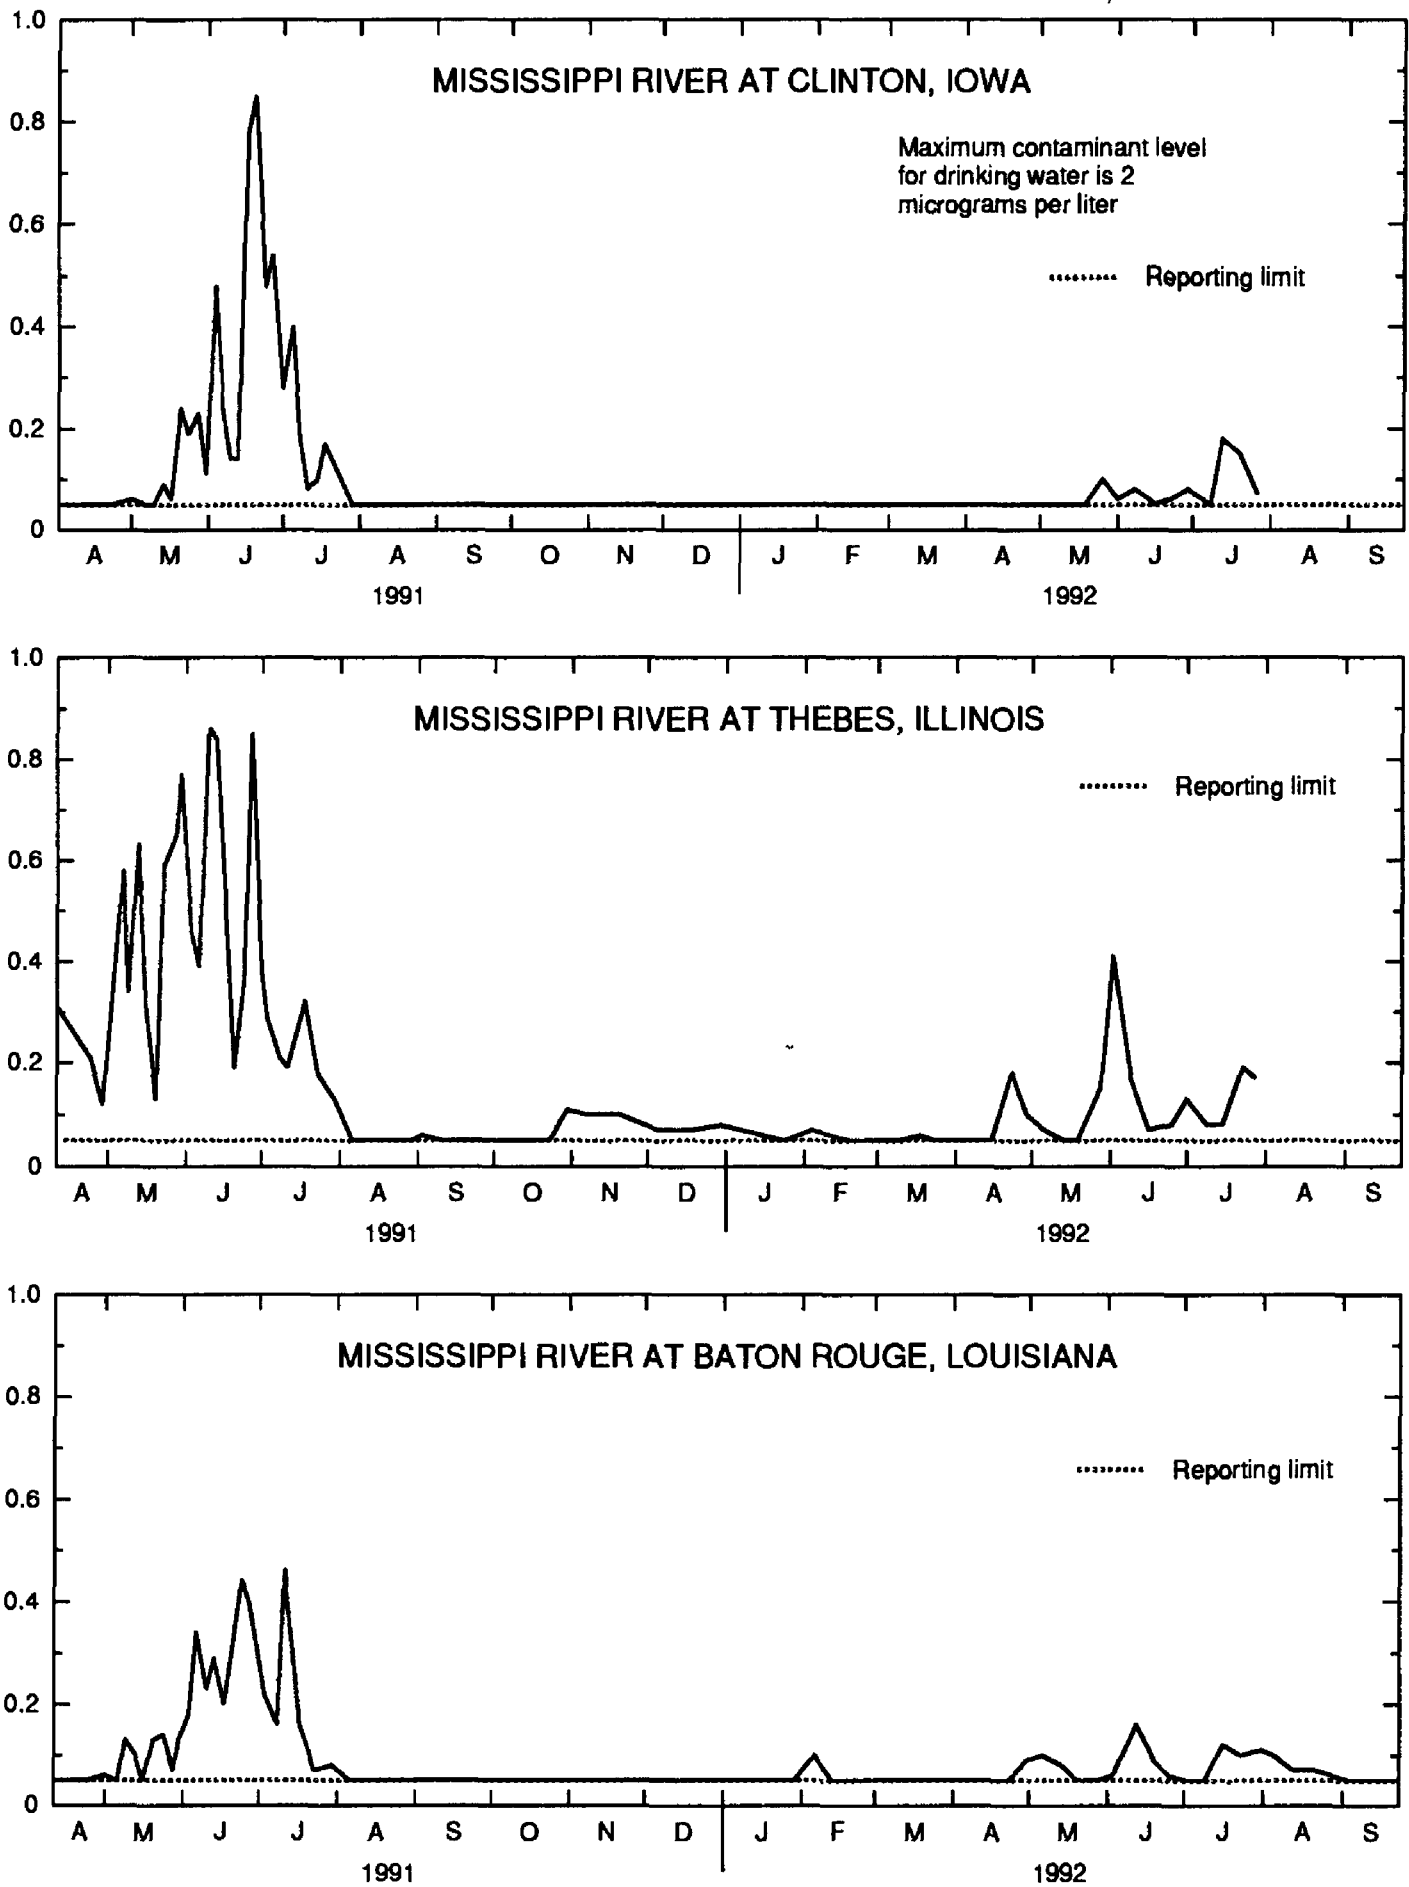 1.0
MISSISSIPPI RIVER AT CLINTON, IOWA
0.8
Maximum contaminant level
for drinking water is 2
micrograms per liter
0.6
Reporting limit
0.4
0.2
0
A M J J A S O N D J F M A M J J A S
1991 1992
1.0
MISSISSIPPI RIVER AT THEBES, ILLINOIS
0.8
Reporting limit
0.6
0.4
0.2
0
A M J J A S O N D J F M A M J J A S
1991 1992
1.0
MISSISSIPPI RIVER AT BATON ROUGE, LOUISIANA
0.8
Reporting limit
0.6
0.4
0.2
0
A M J J A S O N D J F M A M J J A S
1991 1992